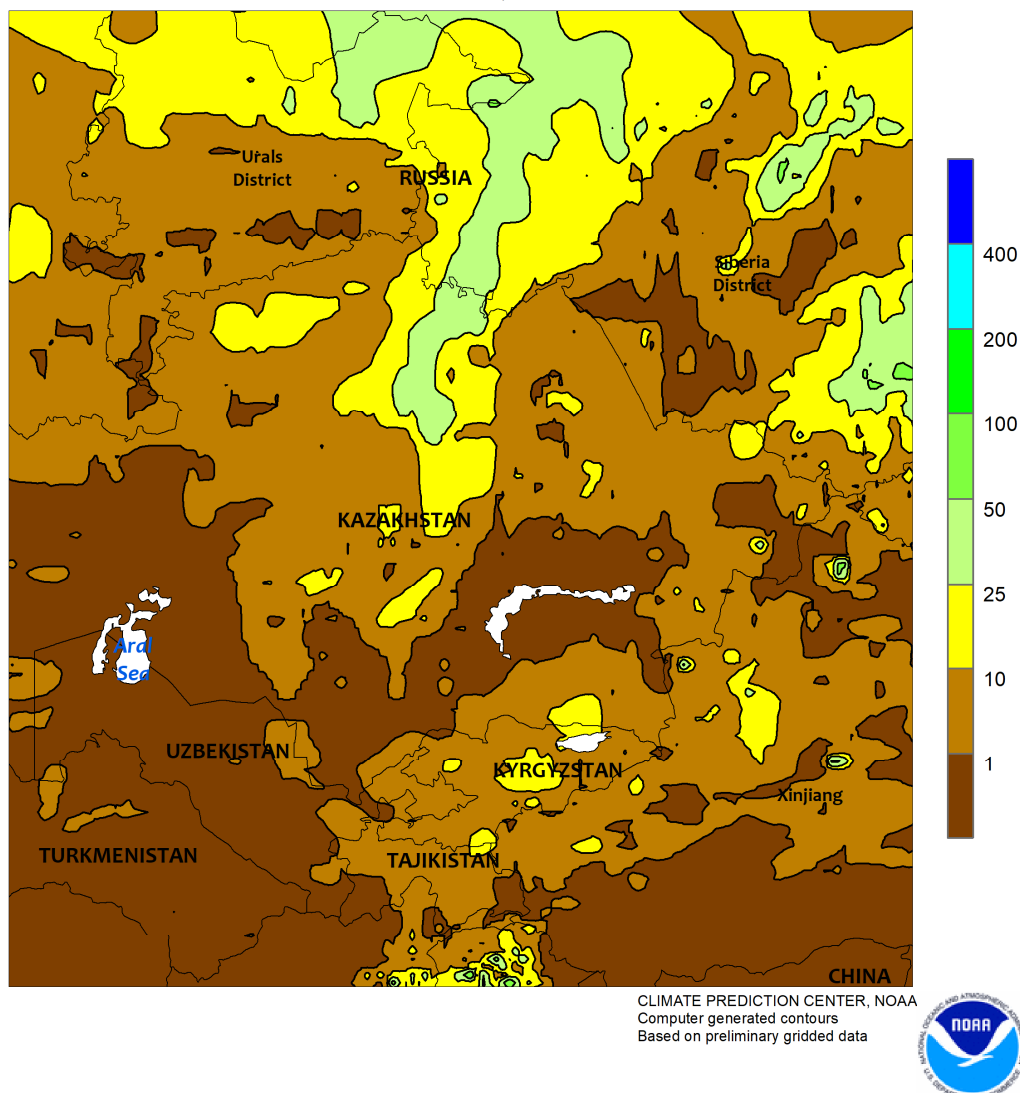 Urals
District
RUSSIA
Siberia
District
KAZAKHSTAN
Aral
Sea
UZBEKISTAN
KYRGYZSTAN
Xinjiang
TURKMENISTAN
TAJIKISTAN
CHINA
400
200
100
50
25
10
1
CLIMATE PREDICTION CENTER, NOAA
Computer generated contours
Based on preliminary gridded data
NOAA